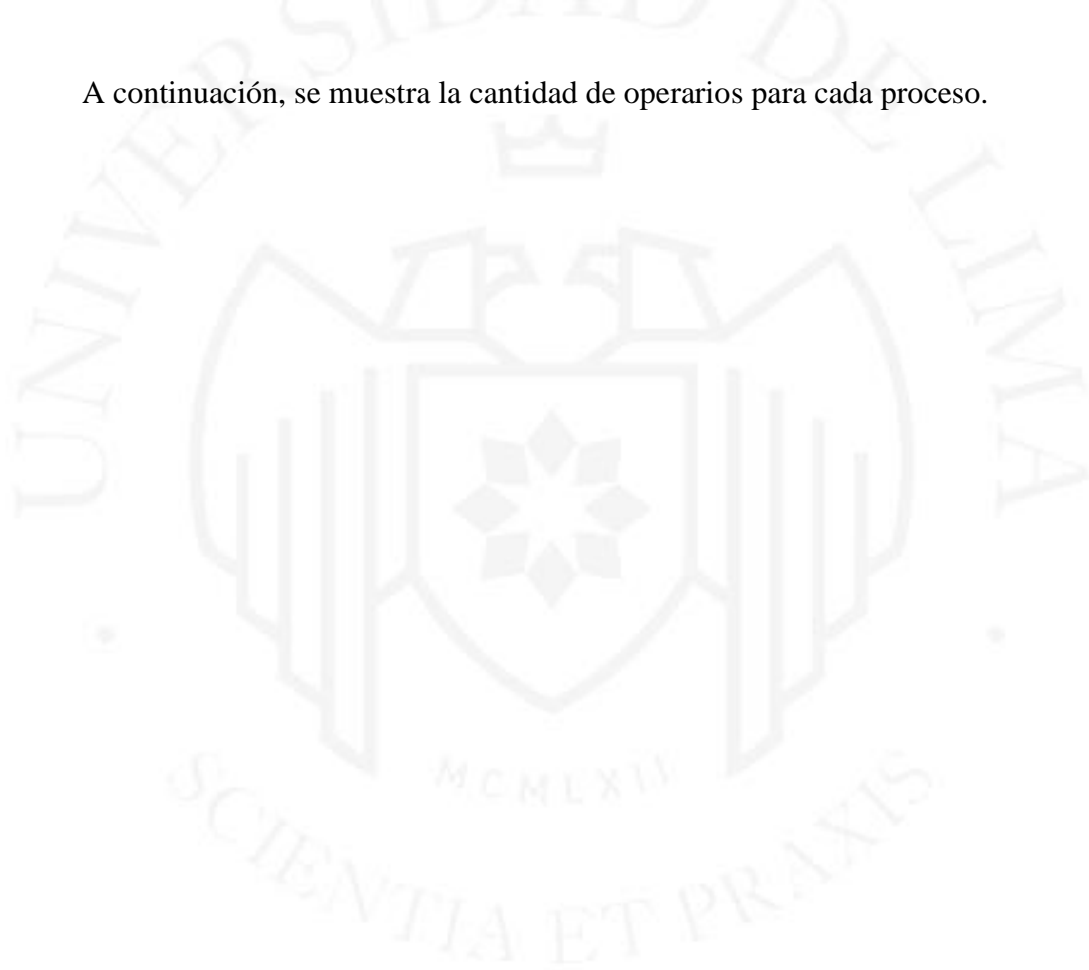 A continuación, se muestra la cantidad de operarios para cada proceso.
UNIVERSIDAD DE LIMA
MCMLXII
SCIENTIA ET PRAXIS